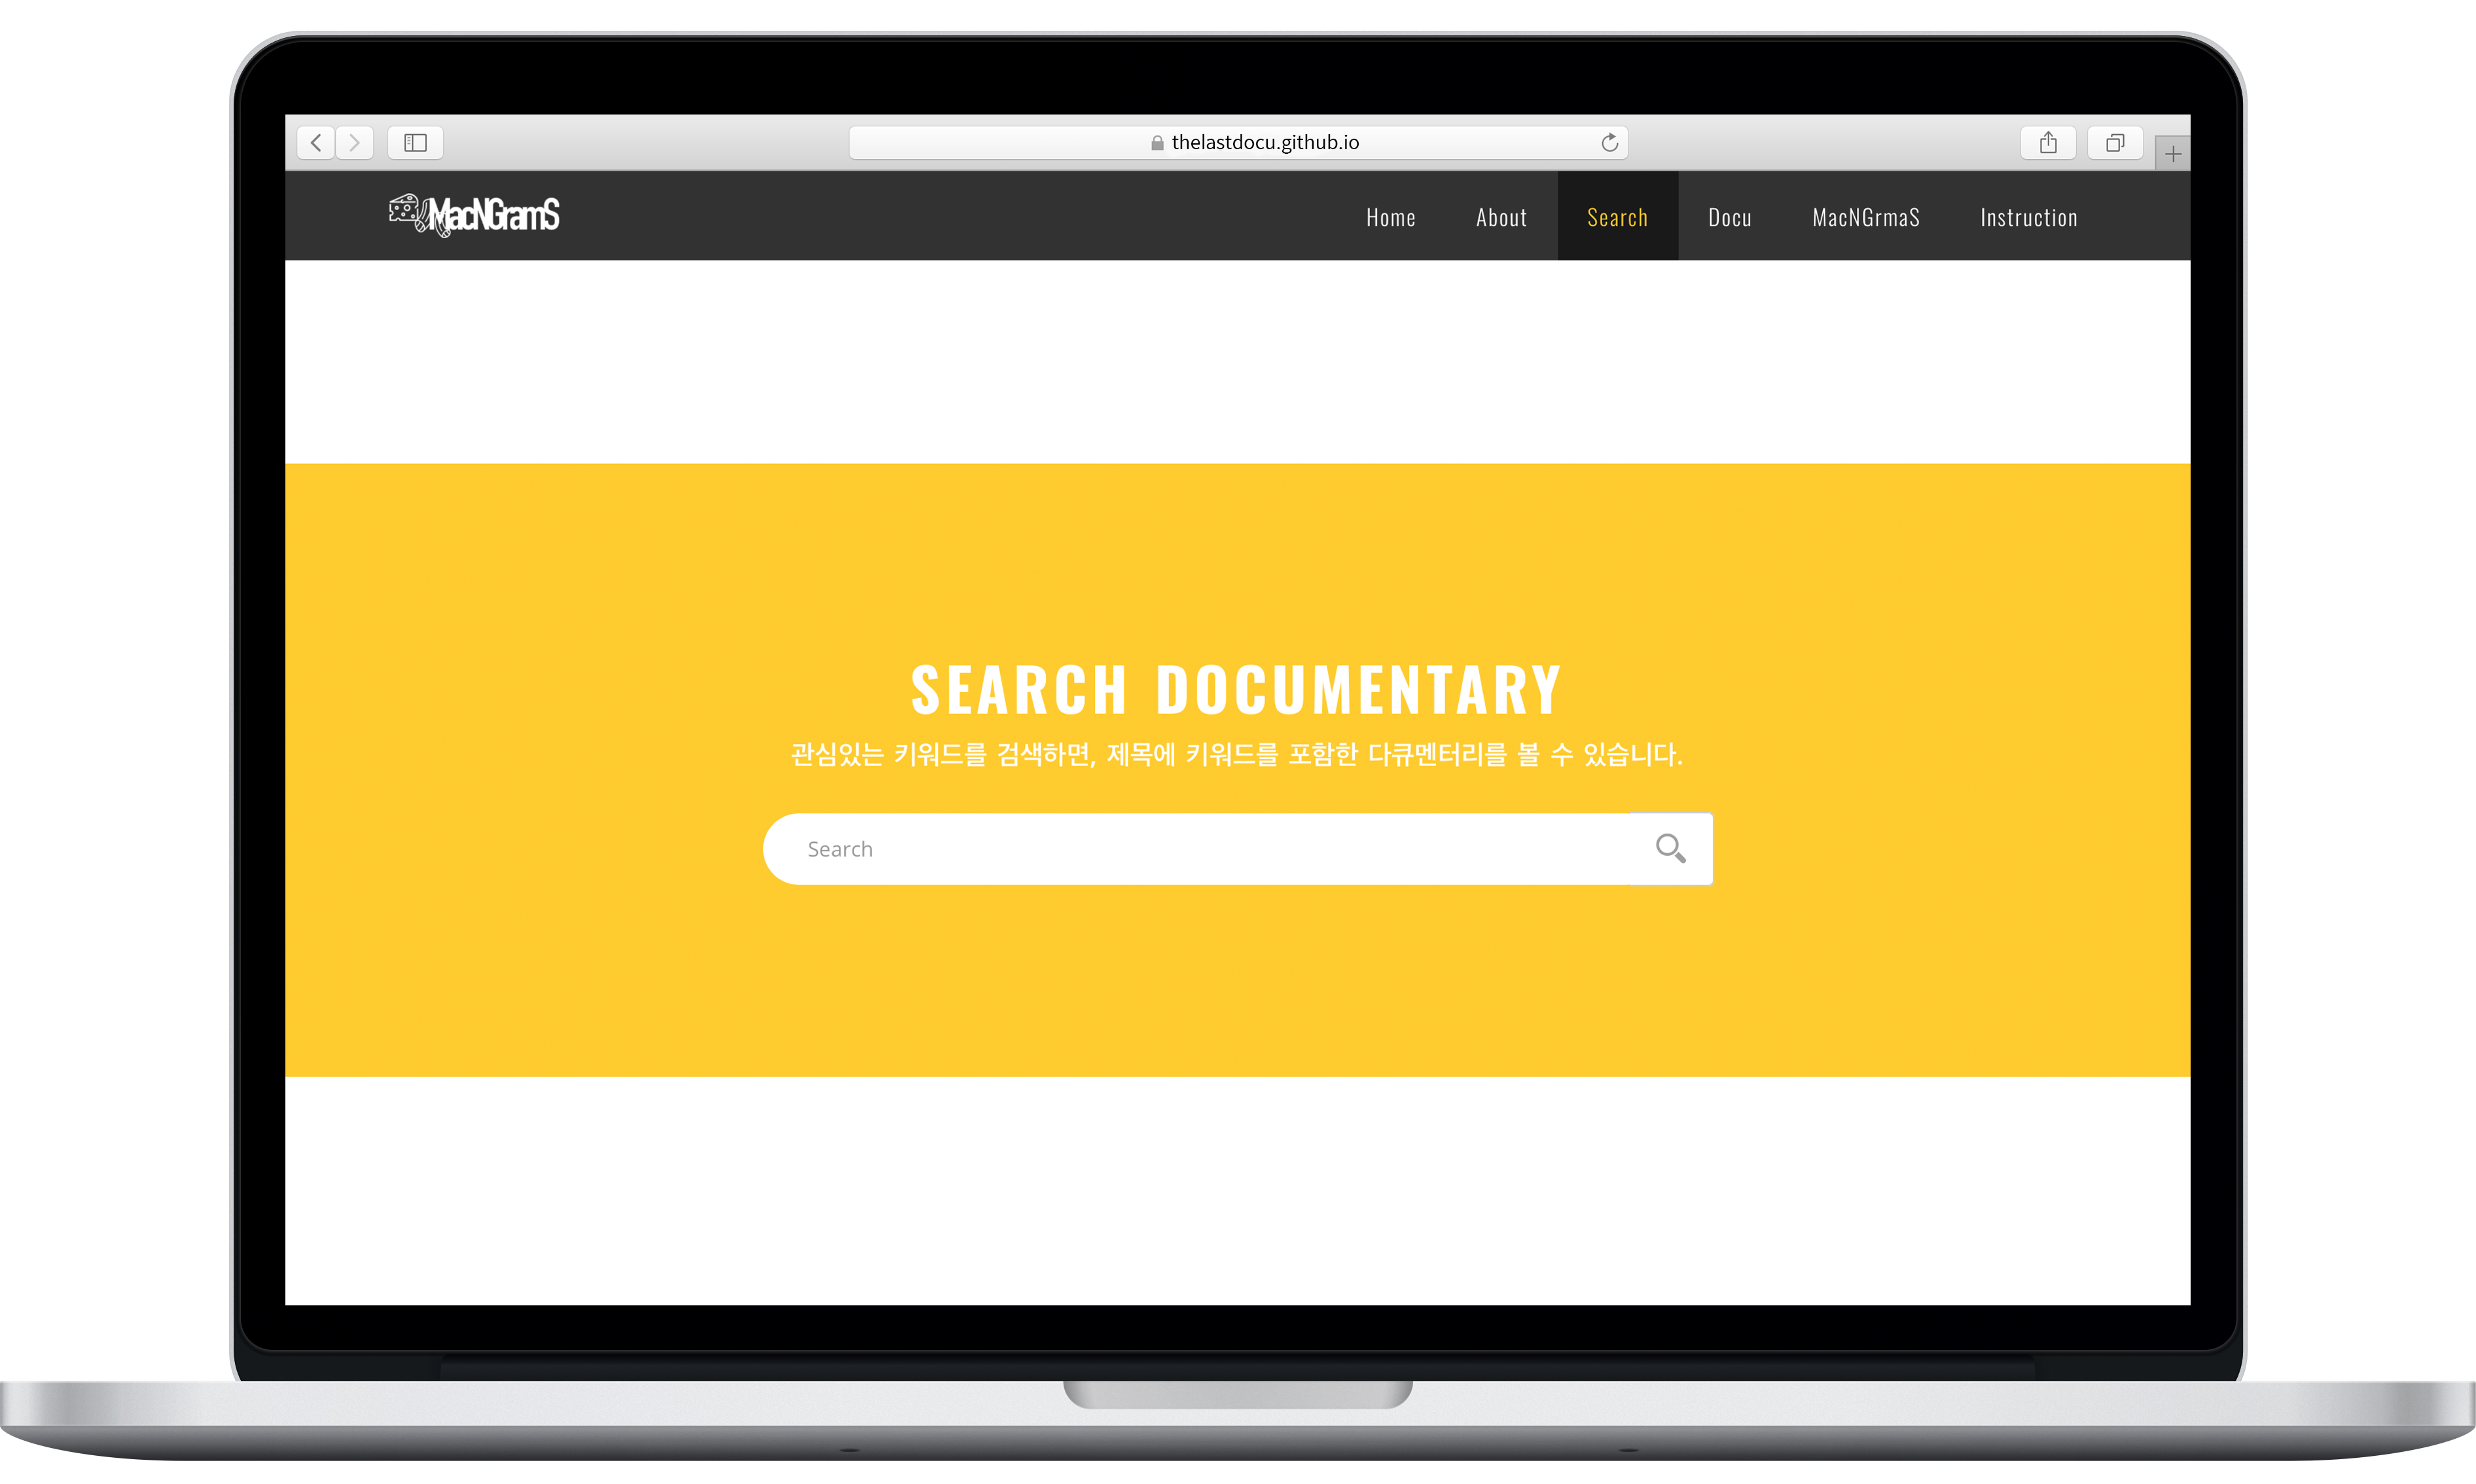 thelastdocu.github.io
MacNGramS
Home About Search Docu MacNGrmaS Instruction
SEARCH DOCUMENTARY
관심있는 키워드를 검색하면, 제목에 키워드를 포함한 다큐멘터리를 볼 수 있습니다.
Search